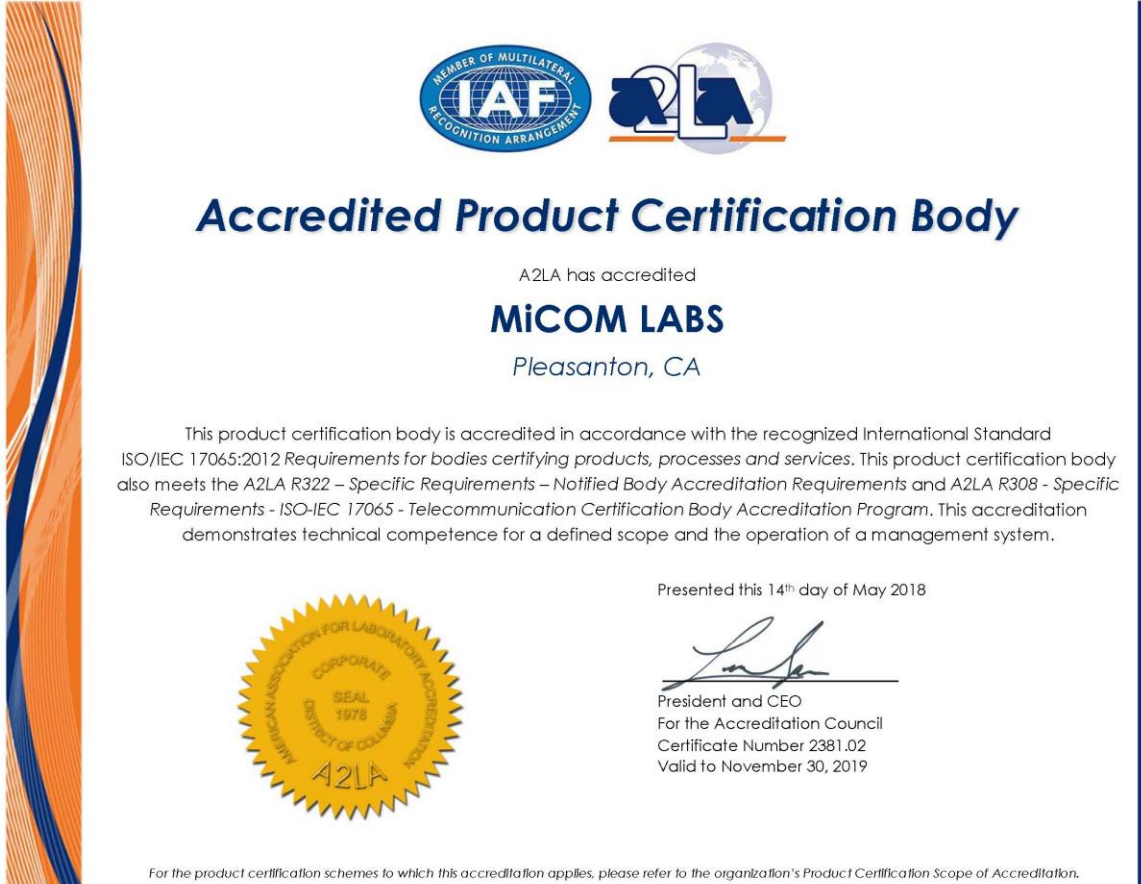 MEMBER OF MULTILATERAL
IAF
RECOGNITION ARRANGEMENT
a2La
Accredited Product Certification Body
A2LA has accredited
MiCOM LABS
Pleasanton, CA
This product certification body is accredited in accordance with the recognized International Standard
ISO/IEC 17065:2012 Requirements for bodies certifying products, processes and services. This product certification body
also meets the A2LA R322 – Specific Requirements – Notified Body Accreditation Requirements and A2LA R308 - Specific
Requirements - ISO-IEC 17065 - Telecommunication Certification Body Accreditation Program. This accreditation
demonstrates technical competence for a defined scope and the operation of a management system.
Presented this 14th day of May 2018
AMERICAN ASSOCIATION FOR LABORATORY ACCREDITATION
CORPORATE
SEAL
1978
DISTRICT OF COLUMBIA
A2LA
President and CEO
For the Accreditation Council
Certificate Number 2381.02
Valid to November 30, 2019
For the product certification schemes to which this accreditation applies, please refer to the organization's Product Certification Scope of Accreditation.